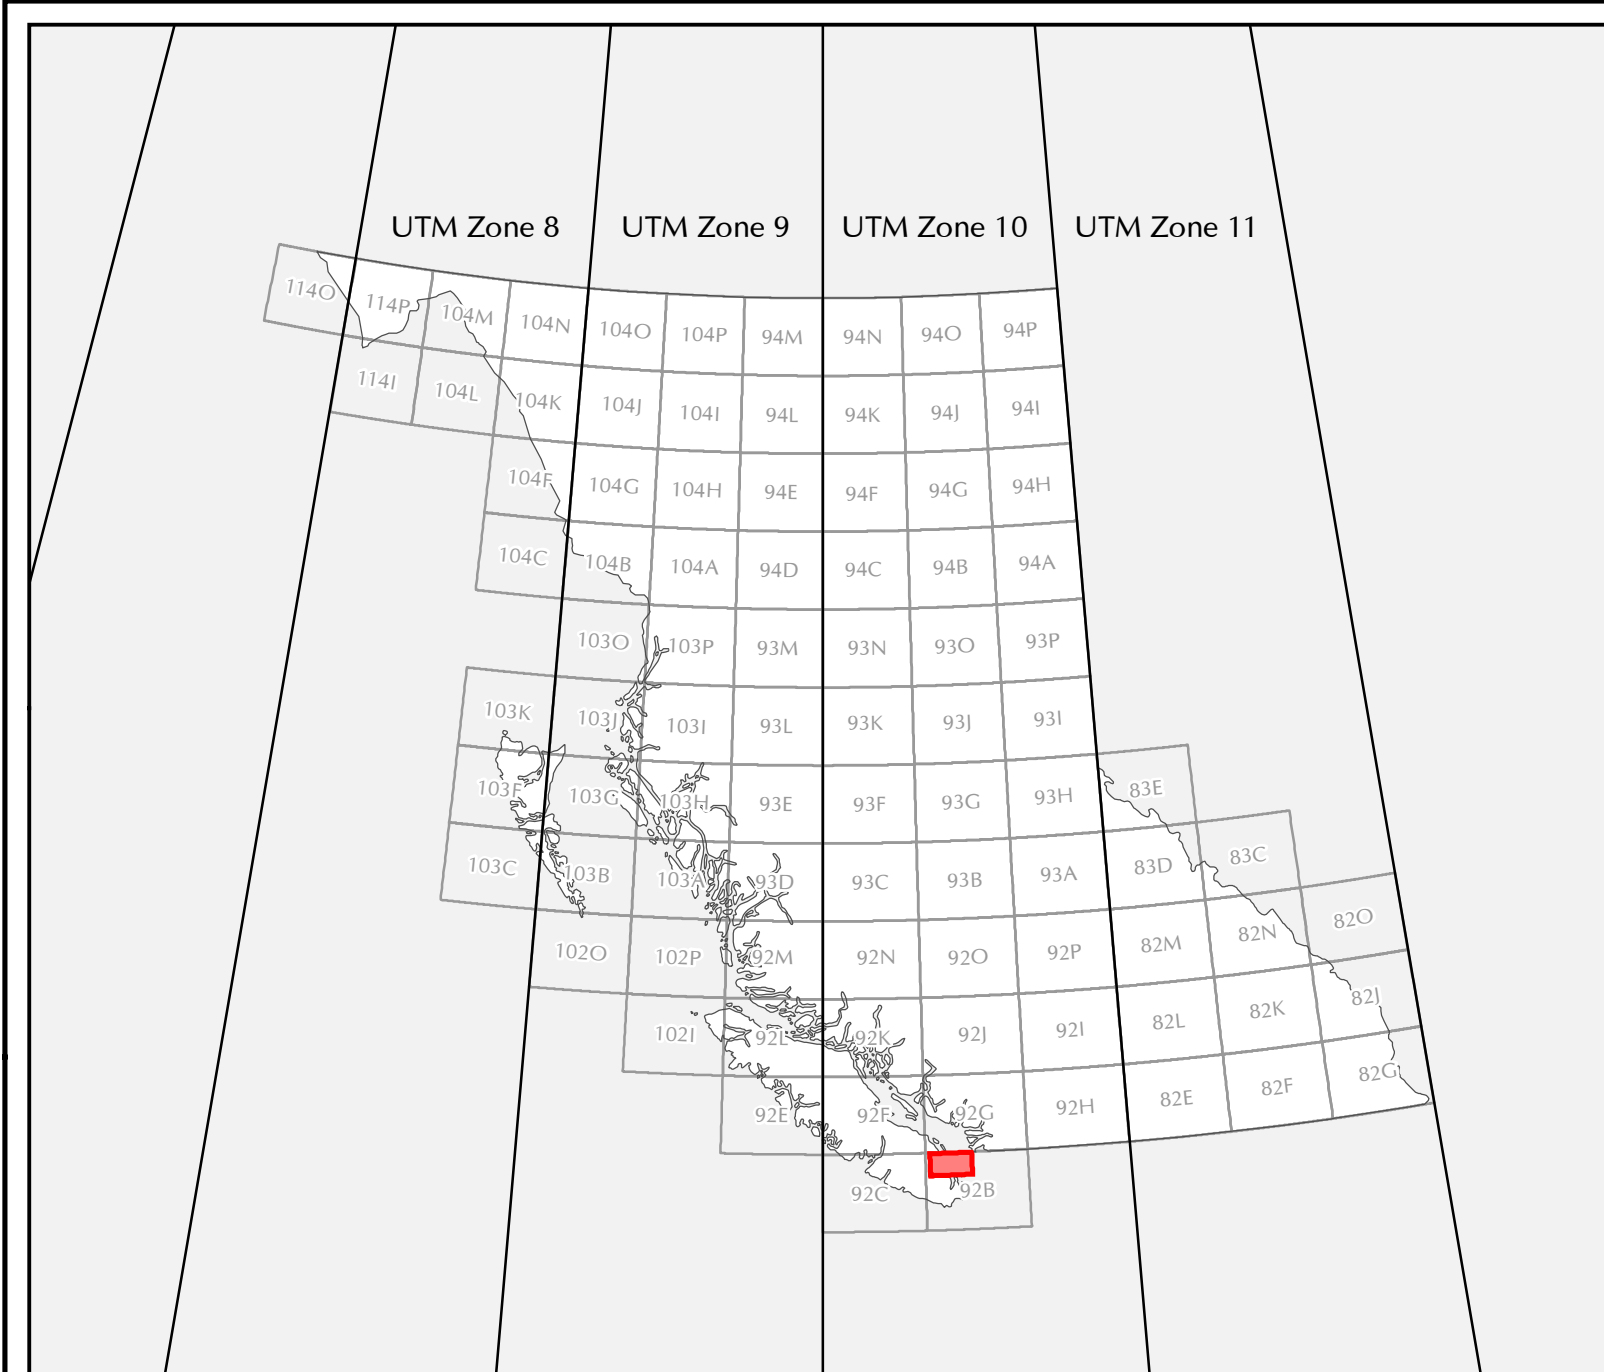 UTM Zone 8 UTM Zone 9 UTM Zone 10 UTM Zone 11
114O 114P 104M 104N 104O 104P 94M 94N 94O 94P
114I 104L 104K 104J 104I 94L 94K 94J 94I
104F 104G 104H 94E 94F 94G 94H
104C 104B 104A 94D 94C 94B 94A
103O 103P 93M 93N 93O 93P
103K 103J 103I 93L 93K 93J 93I
103F 103G 103H 93E 93F 93G 93H 83E
103C 103B 103A 93D 93C 93B 93A 83D 83C
102O 102P 92M 92N 92O 92P 82M 82N 82O
102I 92L 92K 92J 92I 82L 82K 82J
92E 92F 92G 92H 82E 82F 82G
92C 92B